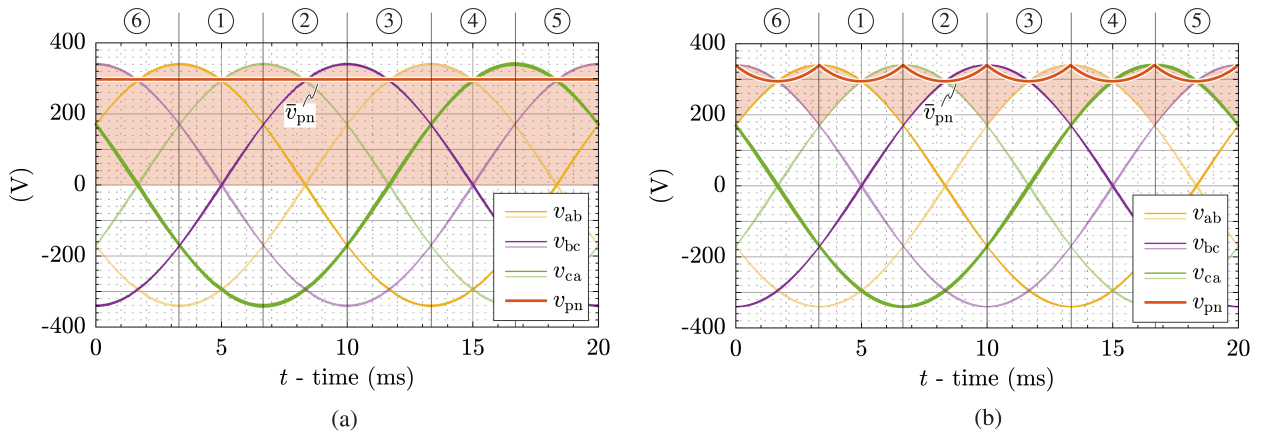 ⑥ ① ② ③ ④ ⑤
400
200
0
-200
-400
(V)
v̄pn
vab
vbc
vca
vpn
0 5 10 15 20
t - time (ms)
(a)
⑥ ① ② ③ ④ ⑤
400
200
0
-200
-400
(V)
v̄pn
vab
vbc
vca
vpn
0 5 10 15 20
t - time (ms)
(b)